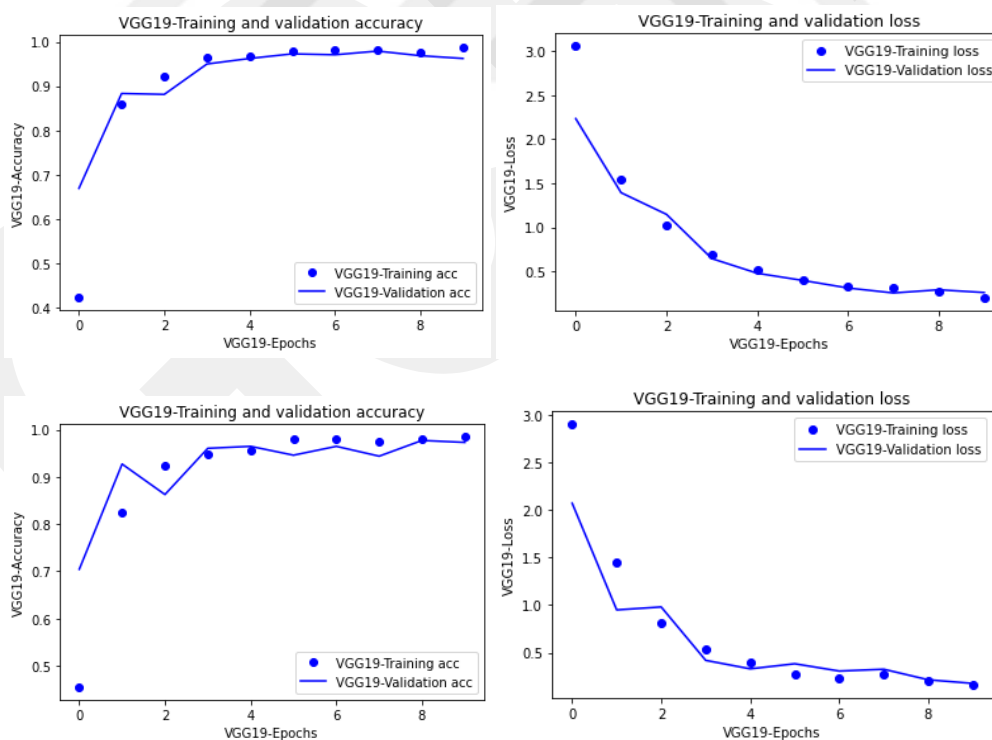 VGG19-Training and validation accuracy
VGG19-Accuracy
1.0
0.9
0.8
0.7
0.6
0.5
0.4
VGG19-Training acc
VGG19-Validation acc
0 2 4 6 8
VGG19-Epochs
VGG19-Training and validation loss
VGG19-Loss
3.0
2.5
2.0
1.5
1.0
0.5
VGG19-Training loss
VGG19-Validation loss
0 2 4 6 8
VGG19-Epochs
VGG19-Training and validation accuracy
VGG19-Accuracy
1.0
0.9
0.8
0.7
0.6
0.5
VGG19-Training acc
VGG19-Validation acc
0 2 4 6 8
VGG19-Epochs
VGG19-Training and validation loss
VGG19-Loss
3.0
2.5
2.0
1.5
1.0
0.5
VGG19-Training loss
VGG19-Validation loss
0 2 4 6 8
VGG19-Epochs